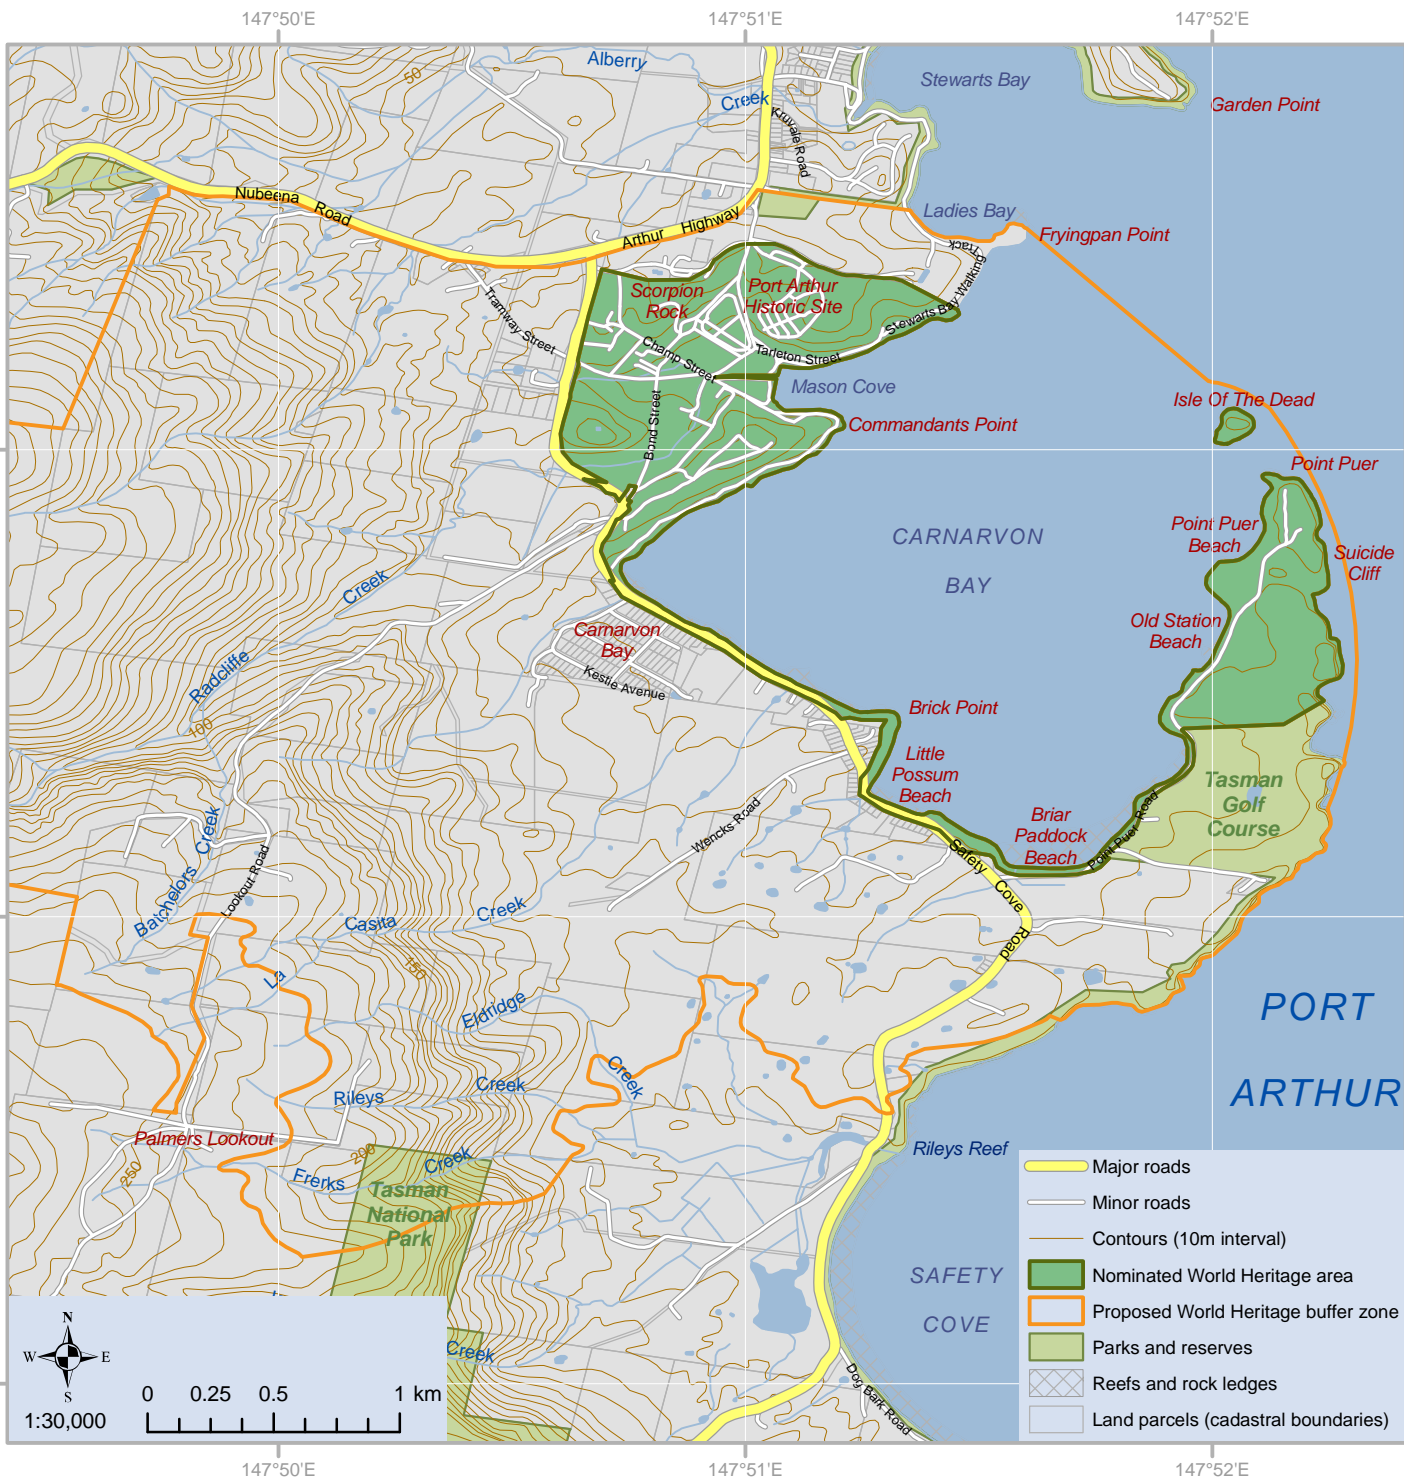 147°50'E
147°51'E
147°52'E
Alberry
Creek
50
Stewarts Bay
Garden Point
Kruvale Road
Nubeena Road
Arthur Highway
Ladies Bay
Fryingpan Point
Stewarts Bay Walking Track
Scorpion
Rock
Port Arthur
Historic Site
Tramway Street
Champ Street
Tarleton Street
Mason Cove
Bond Street
Commandants Point
Isle Of The Dead
Point Puer
CARNARVON
BAY
Point Puer
Beach
Suicide
Cliff
Radcliffe
Creek
Carnarvon
Bay
Kestle Avenue
Old Station
Beach
100
Brick Point
Little
Possum
Beach
Tasman
Golf
Course
Briar
Paddock
Beach
Point Puer Road
Wencks Road
Safety Cove Road
Batchelors Creek
Lookout Road
La Casita Creek
150
Eldridge
Creek
PORT
ARTHUR
Rileys
Creek
Palmers Lookout
200
250
Frerks
Creek
Tasman
National
Park
Rileys Reef
SAFETY
COVE
Creek
Dog Bark Road
Major roads
Minor roads
Contours (10m interval)
Nominated World Heritage area
Proposed World Heritage buffer zone
Parks and reserves
Reefs and rock ledges
Land parcels (cadastral boundaries)
N
W
E
S
0 0.25 0.5 1 km
1:30,000
147°50'E
147°51'E
147°52'E